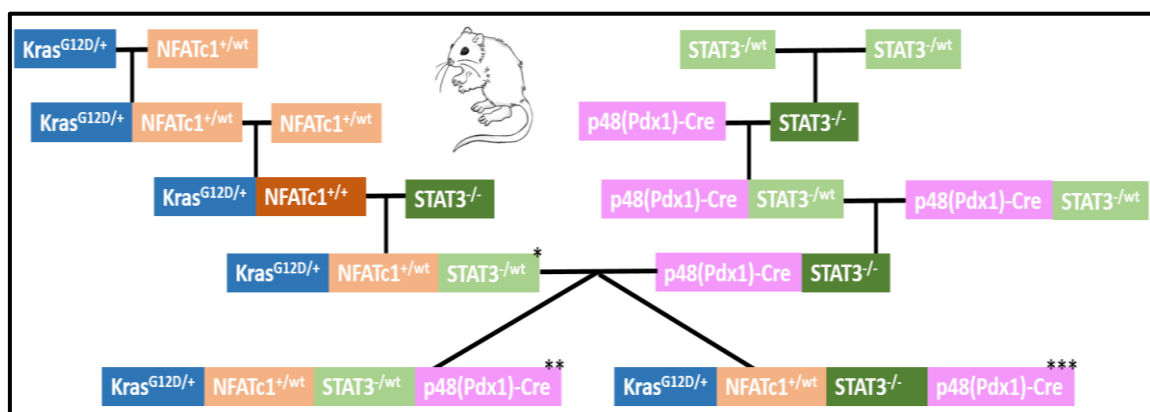 Kras^G12D/+ NFATc1^+/wt STAT3^-/wt STAT3^-/wt
Kras^G12D/+ NFATc1^+/wt NFATc1^+/wt p48(Pdx1)-Cre STAT3^-/-
Kras^G12D/+ NFATc1^+/+ STAT3^-/- p48(Pdx1)-Cre STAT3^-/wt p48(Pdx1)-Cre STAT3^-/wt
Kras^G12D/+ NFATc1^+/wt STAT3^-/wt * p48(Pdx1)-Cre STAT3^-/-
Kras^G12D/+ NFATc1^+/wt STAT3^-/wt p48(Pdx1)-Cre ** Kras^G12D/+ NFATc1^+/wt STAT3^-/- p48(Pdx1)-Cre ***